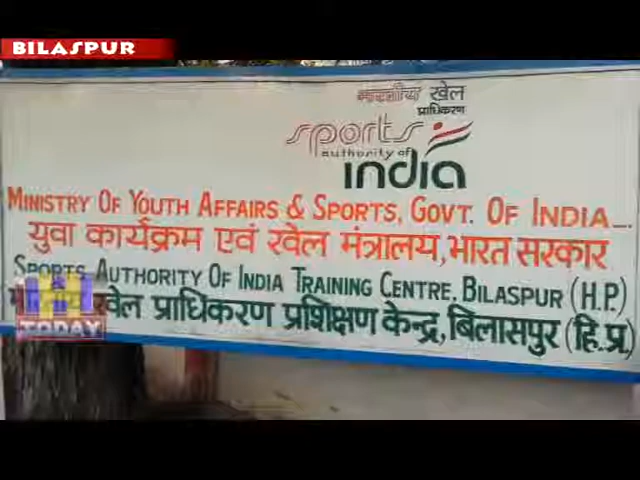 BILASPUR
भारतीय खेल
प्राधिकरण
sports
authority of
india
MINISTRY OF YOUTH AFFAIRS & SPORTS, GOVT. OF INDIA
युवा कार्यक्रम एवं खेल मंत्रालय, भारत सरकार
SPORTS AUTHORITY OF INDIA TRAINING CENTRE, BILASPUR (H.P.)
खेल प्राधिकरण प्रशिक्षण केन्द्र, बिलासपुर (हि.प्र.)
TODAY